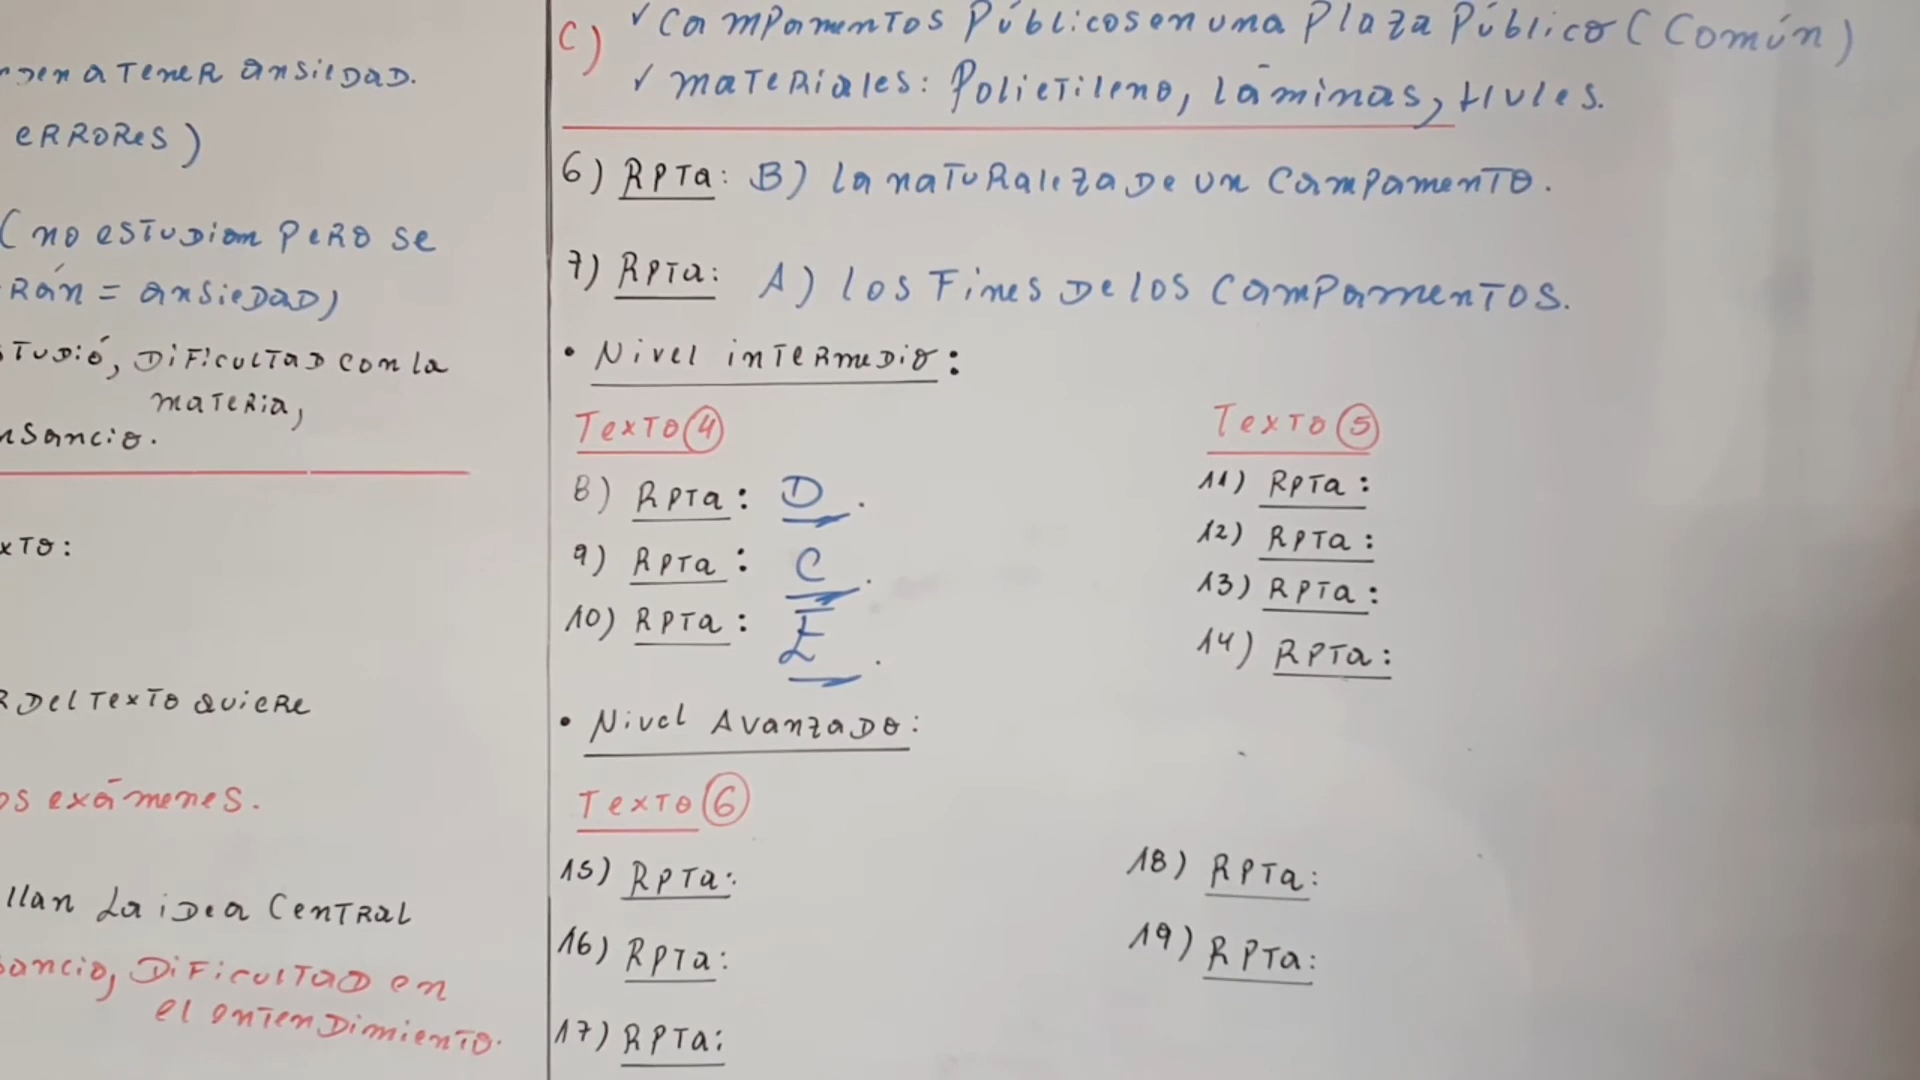 a TENER ansiedad.
ERRORES)
(no estudian pero se
RÁN = ansiedad)
TUDió, Dificultad con la
materia,
nsancio.
xto:
R del texto quiere
os exámenes.
llan La idea Central
ancio, Dificultad en
el entendimiento.
C) ✓ Campamentos Públicos en una Plaza Público (Común)
✓ materiales: Polietileno, láminas, Hules.
6) Rpta: B) la naturaleza de un campamento.
7) Rpta: A) los Fines de los campamentos.
• Nivel intermedio:
Texto 4
8) Rpta: D.
9) Rpta: C.
10) Rpta: E.
Texto 5
11) Rpta:
12) Rpta:
13) Rpta:
14) Rpta:
• Nivel Avanzado:
Texto 6
15) Rpta:
16) Rpta:
17) Rpta:
18) Rpta:
19) Rpta: